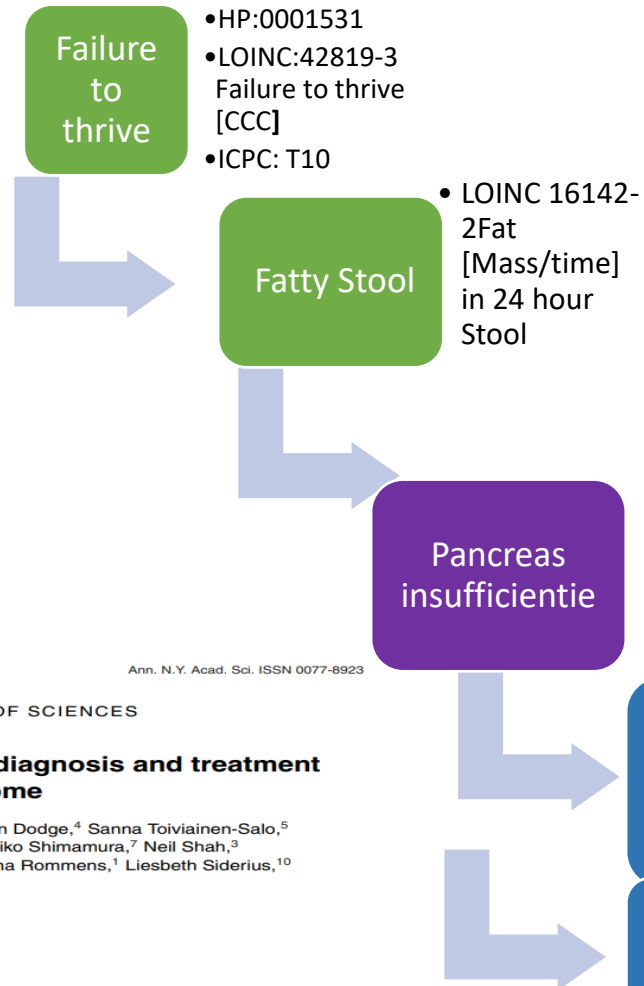 Failure
to
thrive
•HP:0001531
•LOINC:42819-3
Failure to thrive
[CCC]
•ICPC: T10
Fatty Stool
• LOINC 16142-
2Fat
[Mass/time]
in 24 hour
Stool
Pancreas
insufficientie
Ann. N.Y. Acad. Sci. ISSN 0077-8923
OF SCIENCES
diagnosis and treatment
ome
n Dodge,⁴ Sanna Toiviainen-Salo,⁵
iko Shimamura,⁷ Neil Shah,³
na Rommens,¹ Liesbeth Siderius,¹⁰